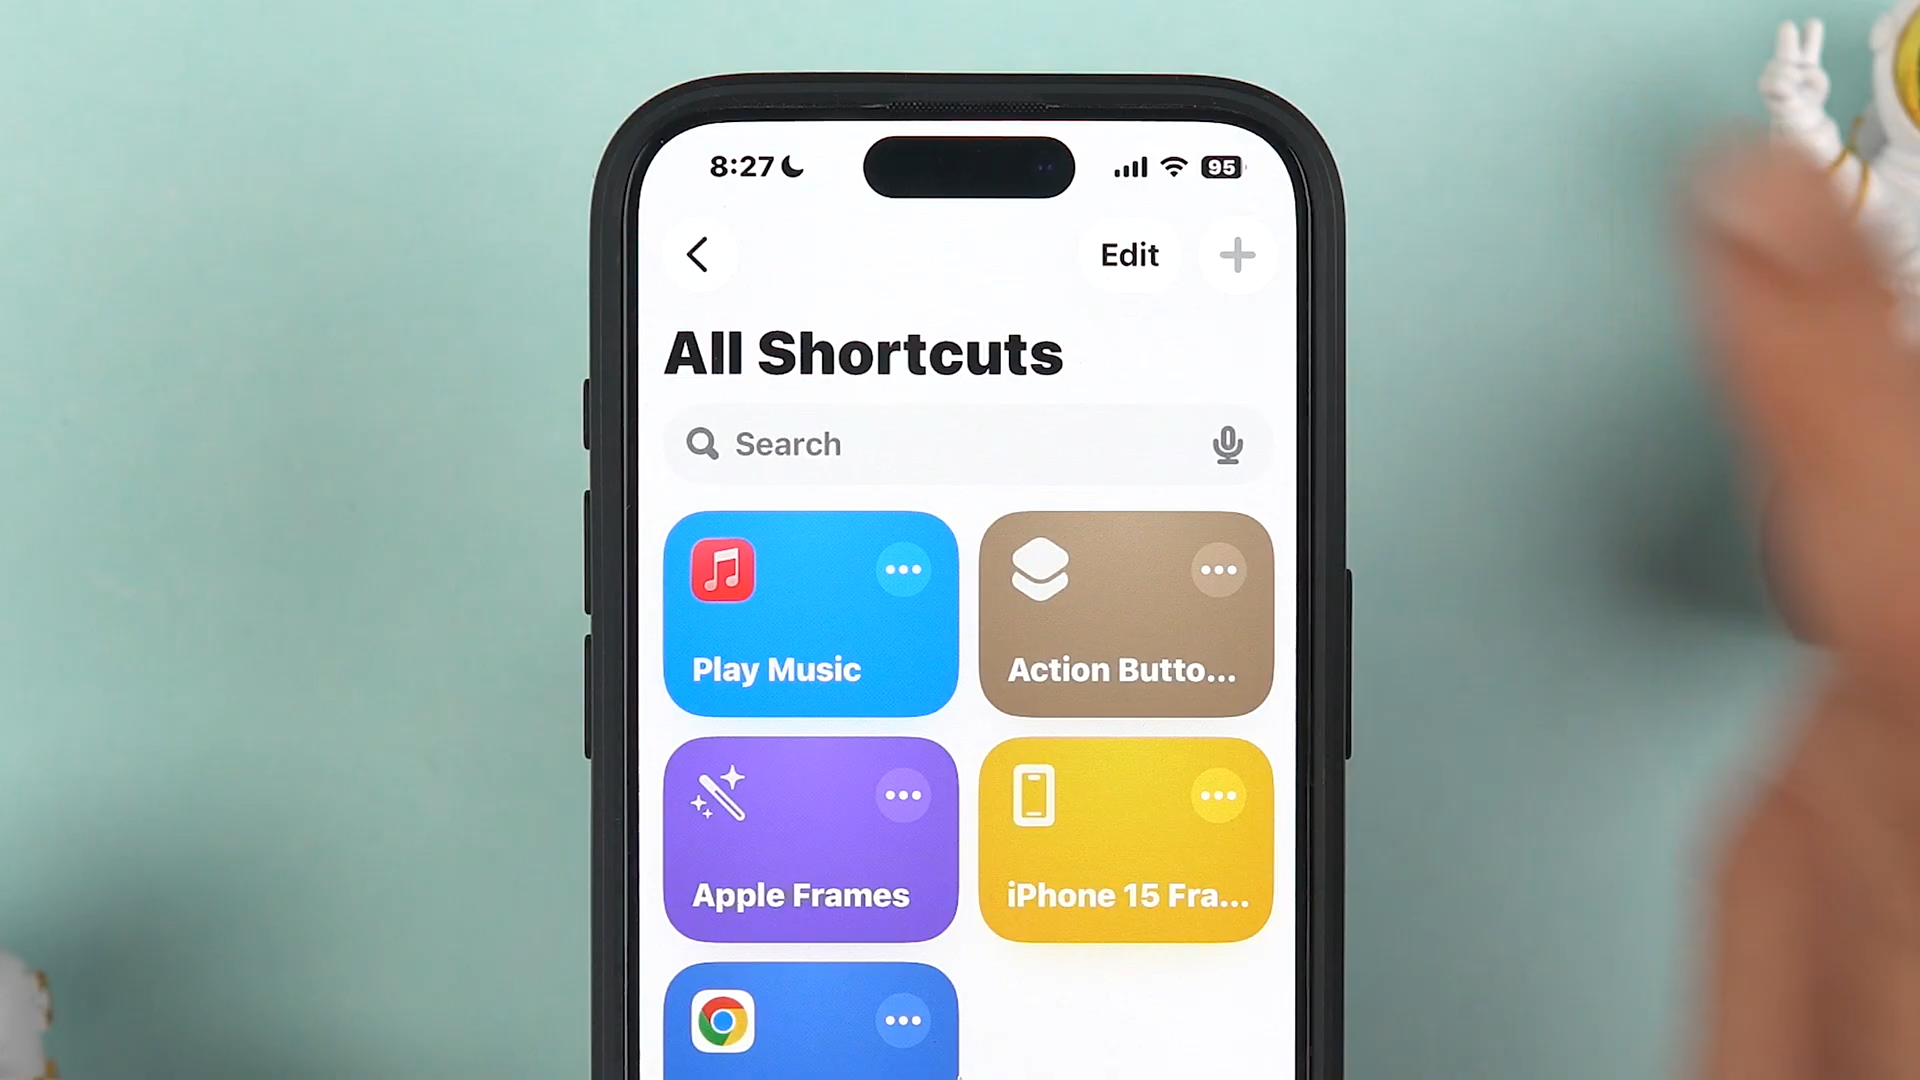 8:27
95
Edit
All Shortcuts
Search
Play Music
Action Butto...
Apple Frames
iPhone 15 Fra...